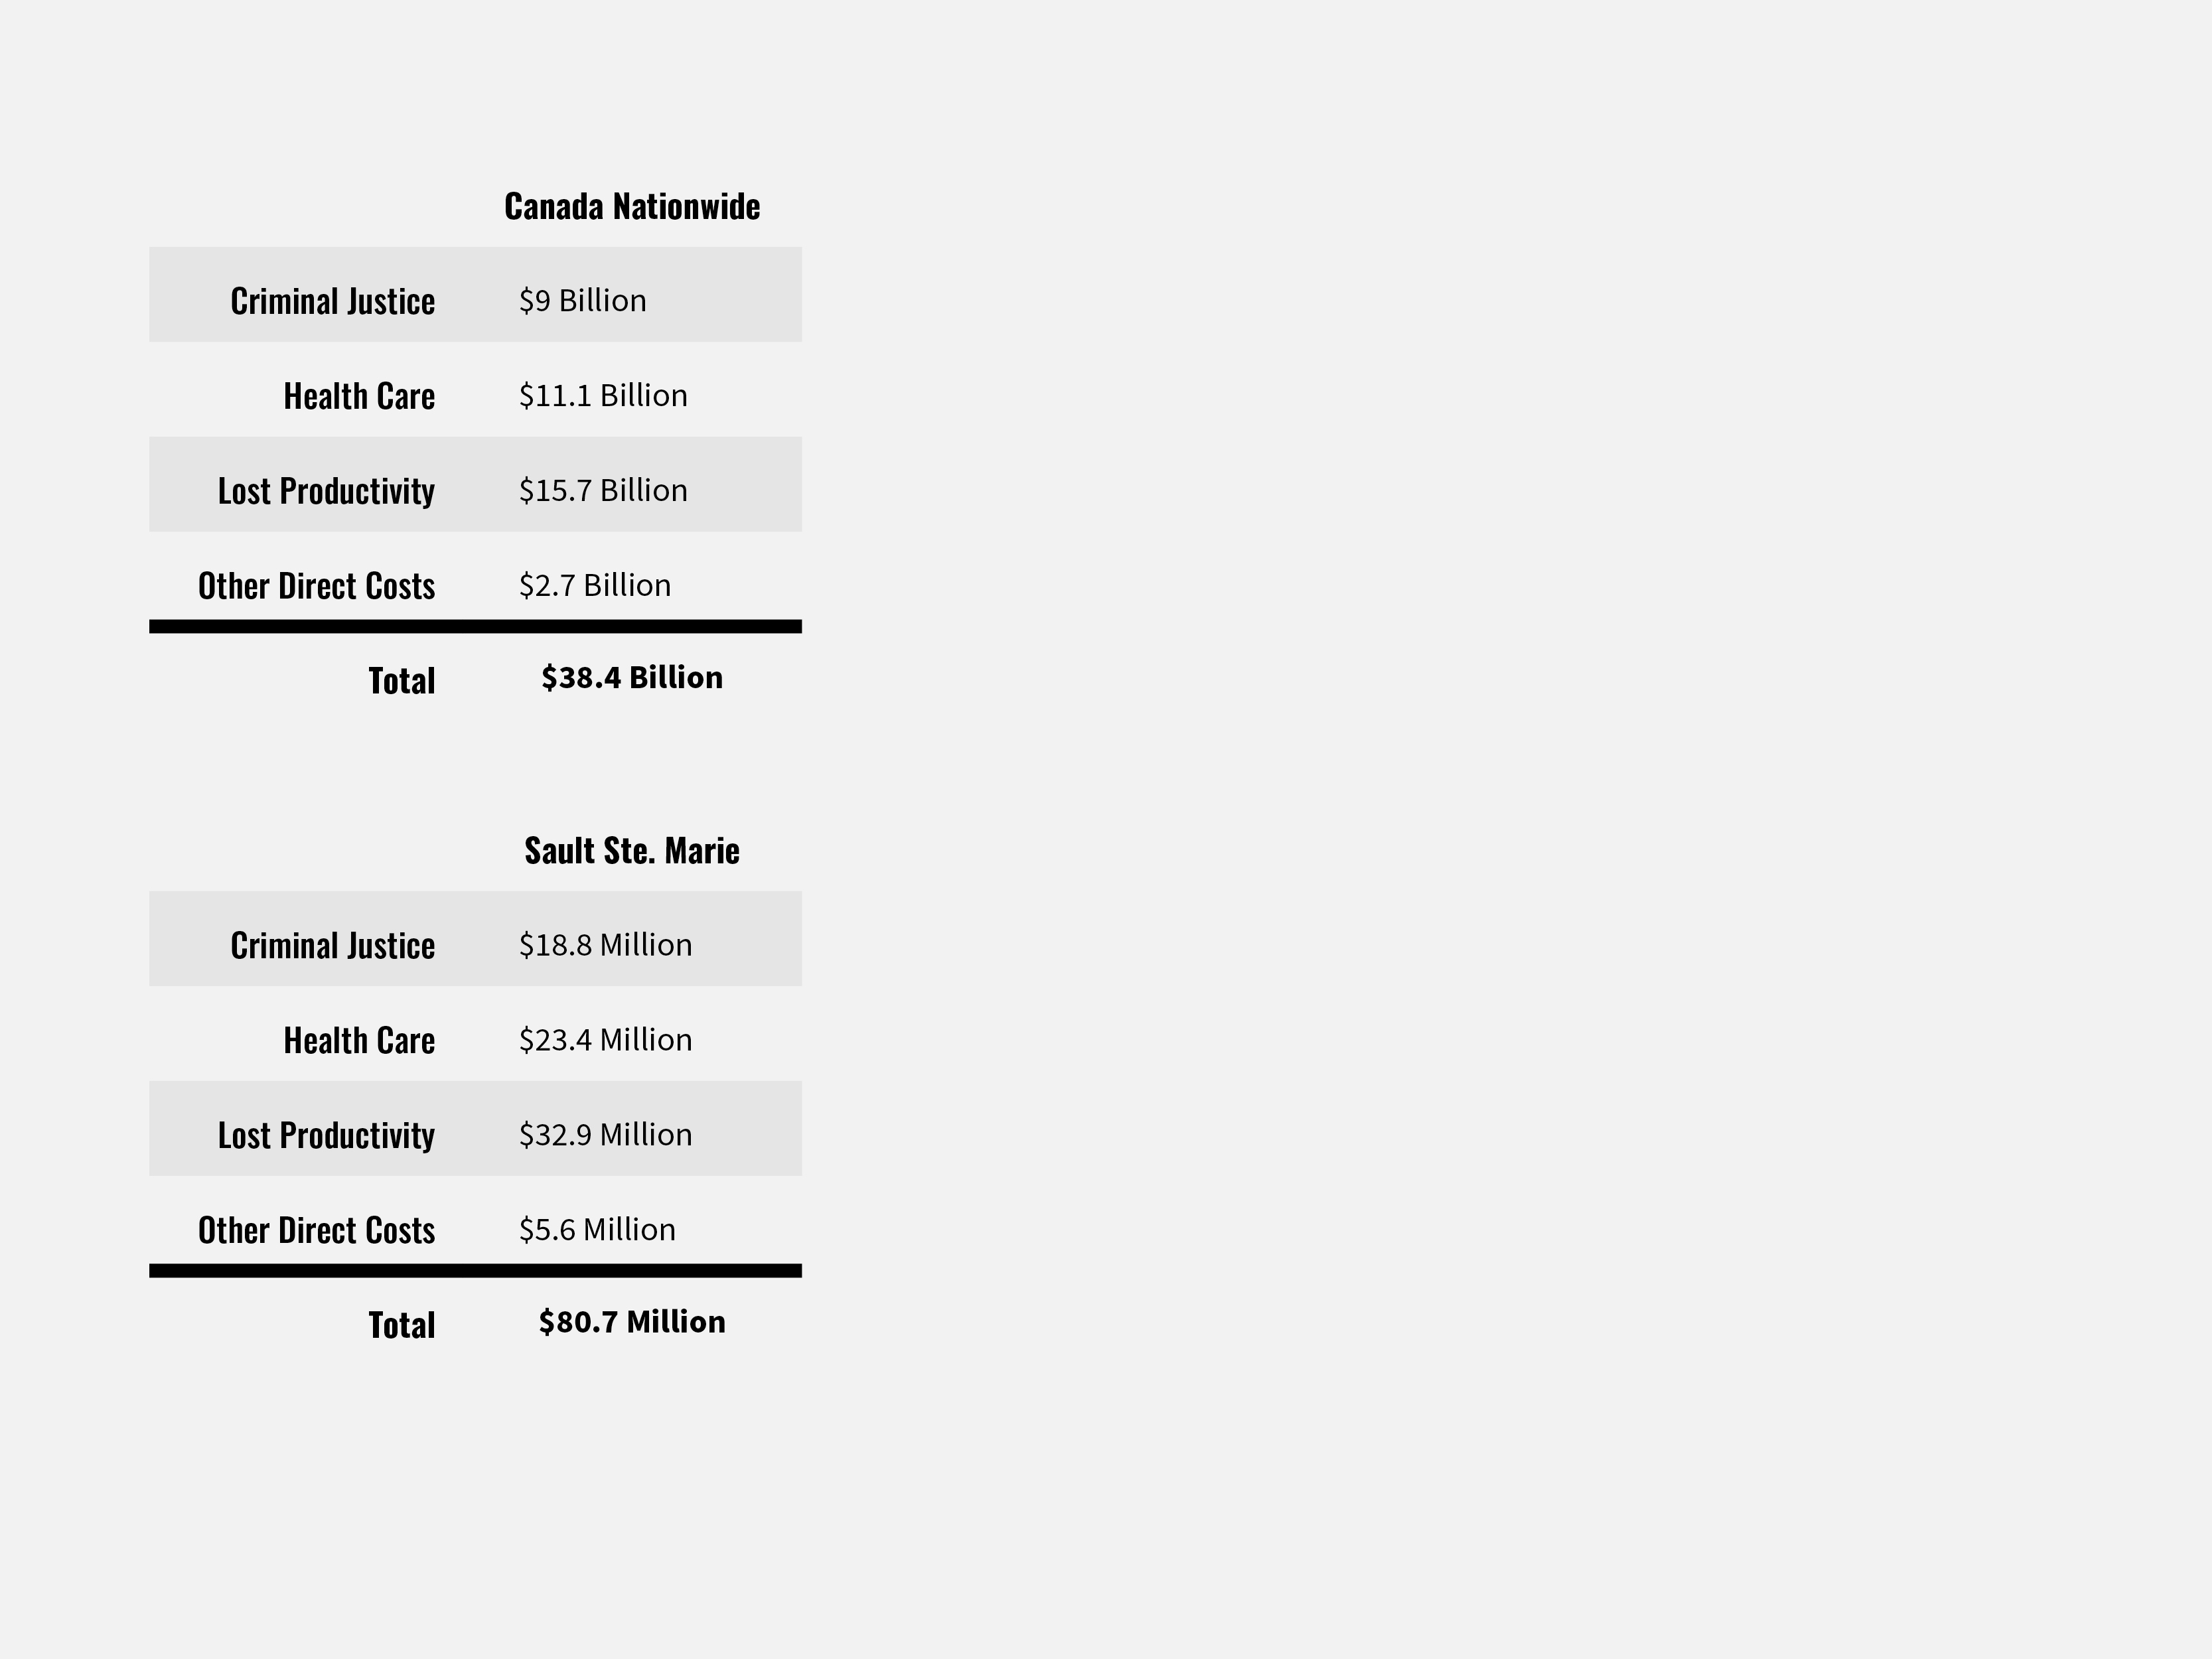 Canada Nationwide
Criminal Justice $9 Billion
Health Care $11.1 Billion
Lost Productivity $15.7 Billion
Other Direct Costs $2.7 Billion
Total $38.4 Billion
Sault Ste. Marie
Criminal Justice $18.8 Million
Health Care $23.4 Million
Lost Productivity $32.9 Million
Other Direct Costs $5.6 Million
Total $80.7 Million